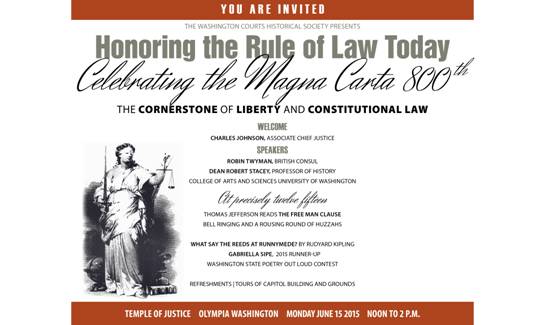 YOU ARE INVITED
THE WASHINGTON COURTS HISTORICAL SOCIETY PRESENTS
Honoring the Rule of Law Today
Celebrating the Magna Carta 800th
THE CORNERSTONE OF LIBERTY AND CONSTITUTIONAL LAW
WELCOME
CHARLES JOHNSON, ASSOCIATE CHIEF JUSTICE
SPEAKERS
ROBIN TWYMAN, BRITISH CONSUL
DEAN ROBERT STACEY, PROFESSOR OF HISTORY
COLLEGE OF ARTS AND SCIENCES UNIVERSITY OF WASHINGTON
At precisely twelve fifteen
THOMAS JEFFERSON READS THE FREE MAN CLAUSE
BELL RINGING AND A ROUSING ROUND OF HUZZAHS
WHAT SAY THE REEDS AT RUNNYMEDE? BY RUDYARD KIPLING
GABRIELLA SIPE, 2015 RUNNER-UP
WASHINGTON STATE POETRY OUT LOUD CONTEST
REFRESHMENTS | TOURS OF CAPITOL BUILDING AND GROUNDS
TEMPLE OF JUSTICE OLYMPIA WASHINGTON MONDAY JUNE 15 2015 NOON TO 2 P.M.